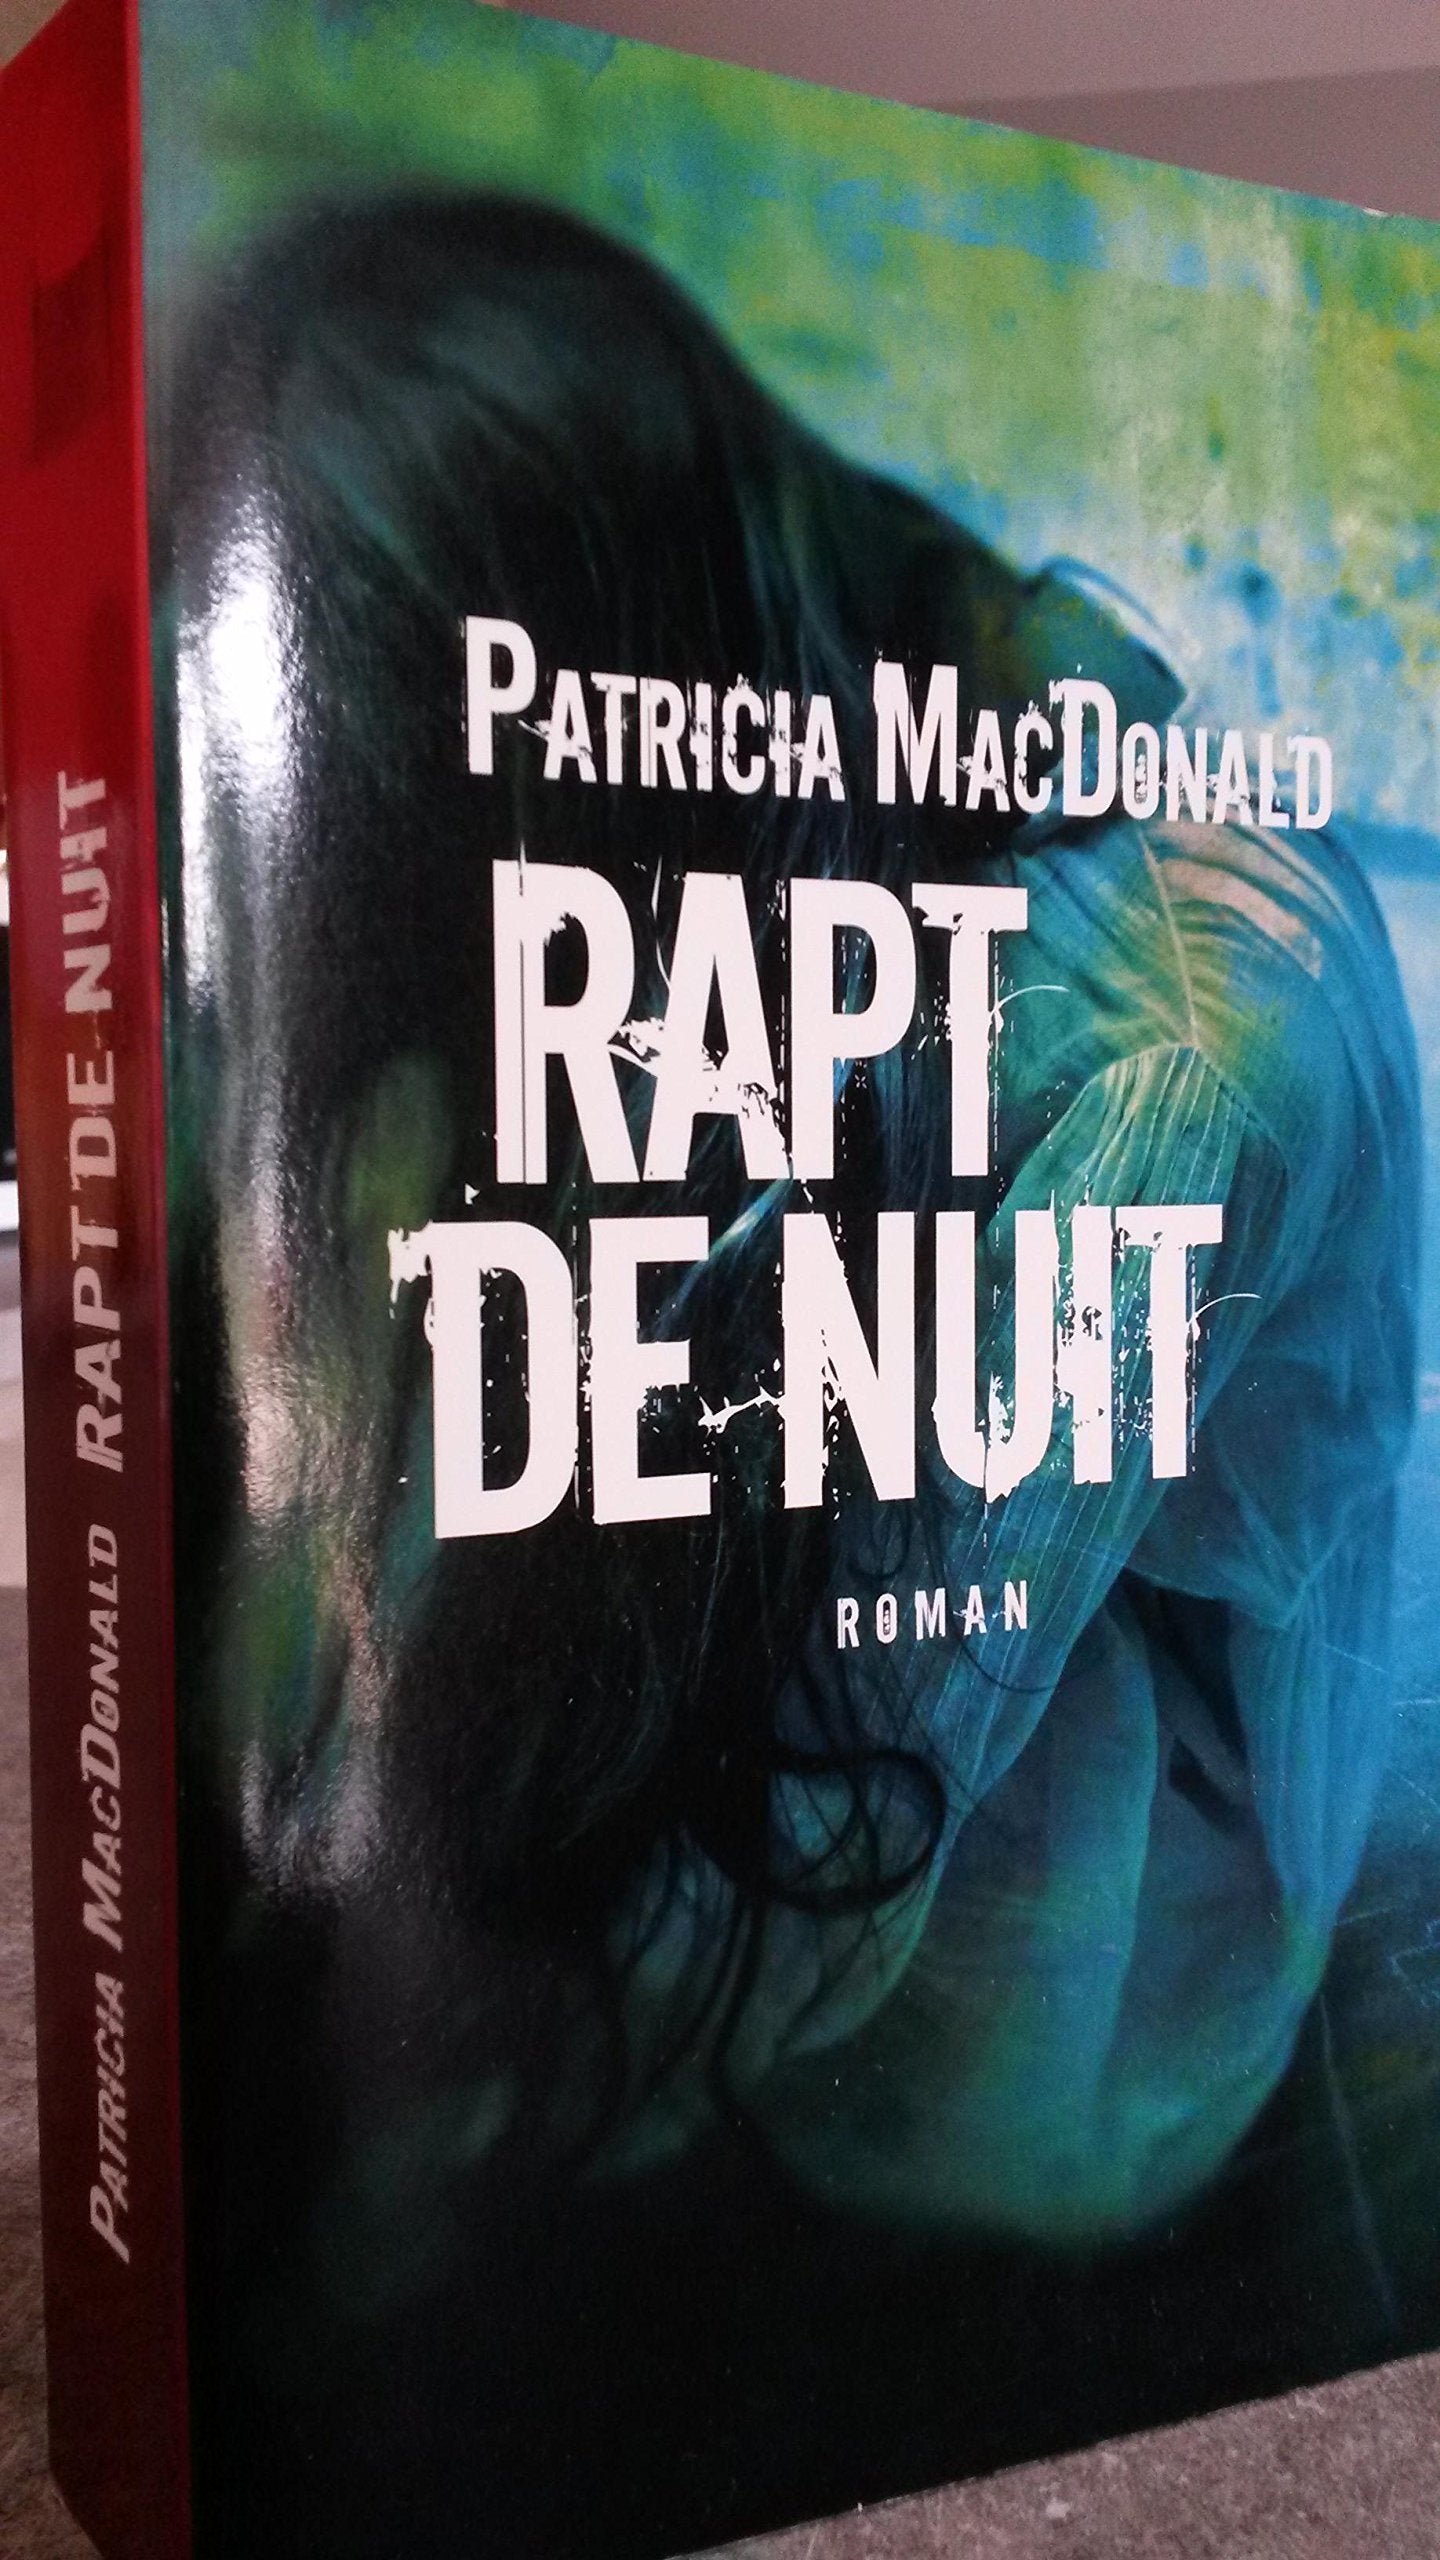 PATRICIA MACDONALD
RAPT
DE NUIT
ROMAN
PATRICIA MACDONALD RAPT DE NUIT